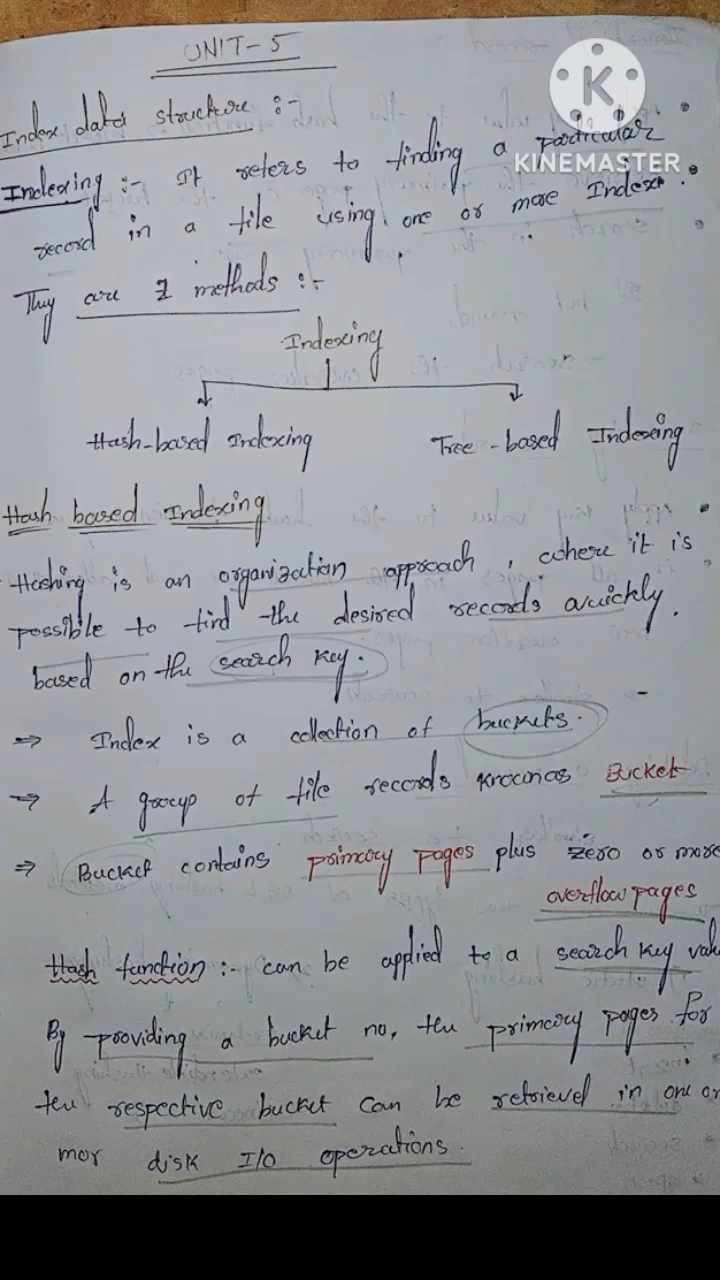 UNIT-5
K
KINEMASTER
Index data structure :-
Indexing :- It refers to finding a particular
record in a file using one or more Index.
They are 2 methods :-
Indexing
Hash-based Indexing Tree-based Indexing
Hash based Indexing
Hashing is an organization approach, where it is
possible to find the desired records quickly.
based on the search key.
⇒ Index is a collection of buckets.
⇒ A group of file records knownas Bucket
⇒ Bucket contains primary pages plus zero or more
overflow pages
Hash function :- can be applied to a search key valu
By providing a bucket no, the primary pages for
the respective bucket can be retrieved in one or
mor disk I/O operations.